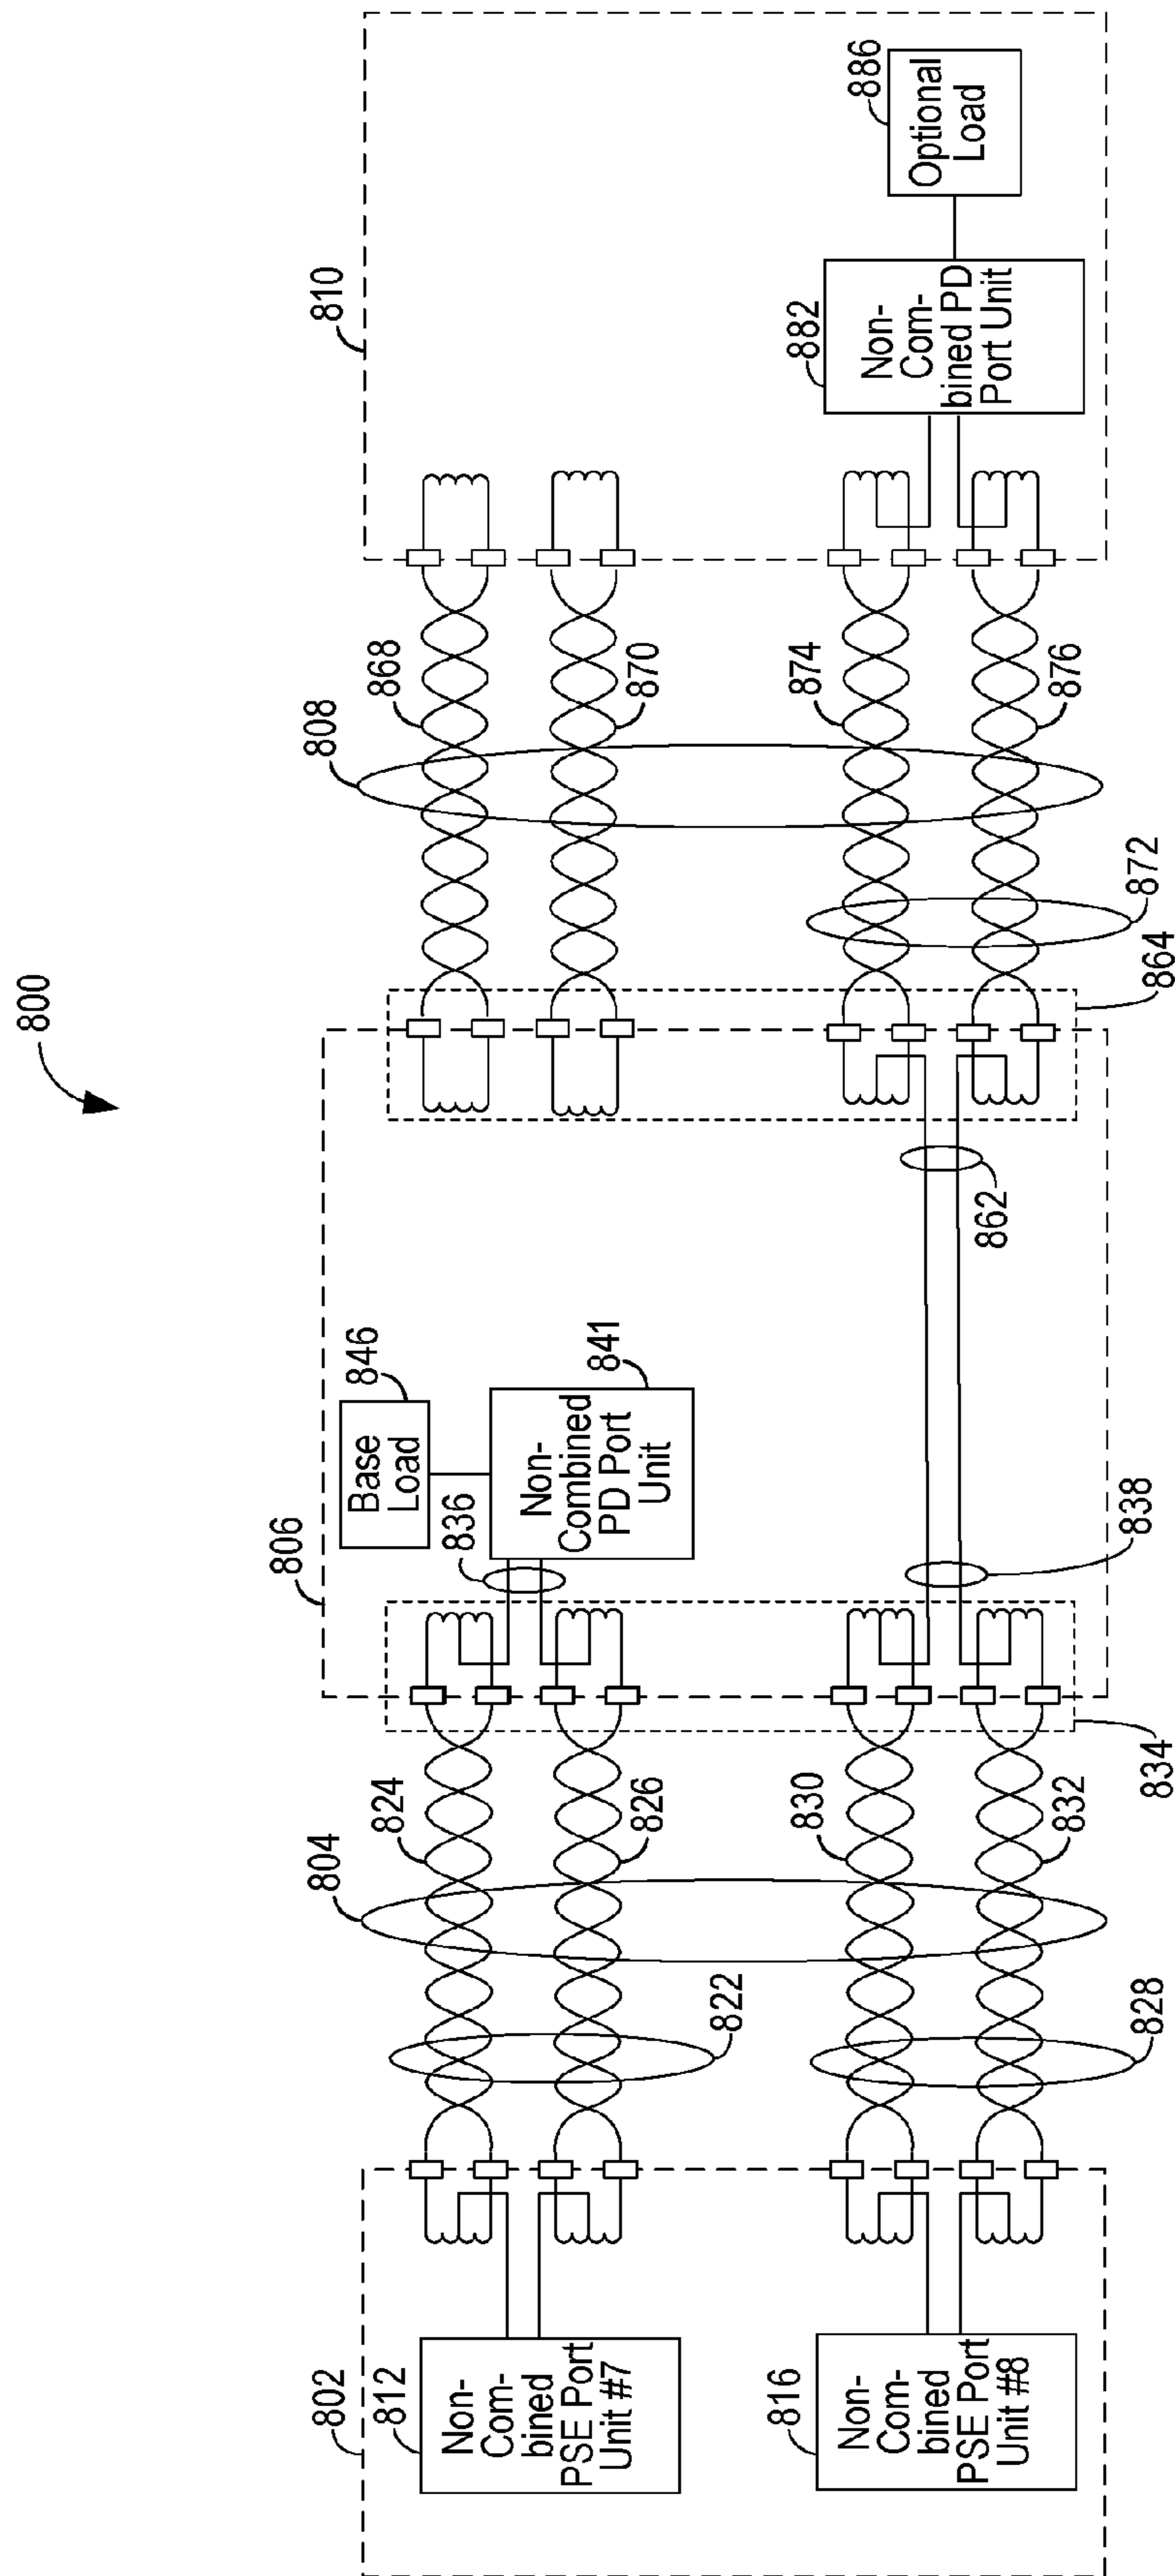 800
802
812
Non-
Com-
bined
PSE Port
Unit #7
816
Non-
Com-
bined
PSE Port
Unit #8
804
824
826
822
830
832
828
834
806
846
Base
Load
836
841
Non-
Combined
PD Port
Unit
838
862
864
808
868
870
874
876
872
810
882
Non-
Com-
bined PD
Port Unit
886
Optional
Load